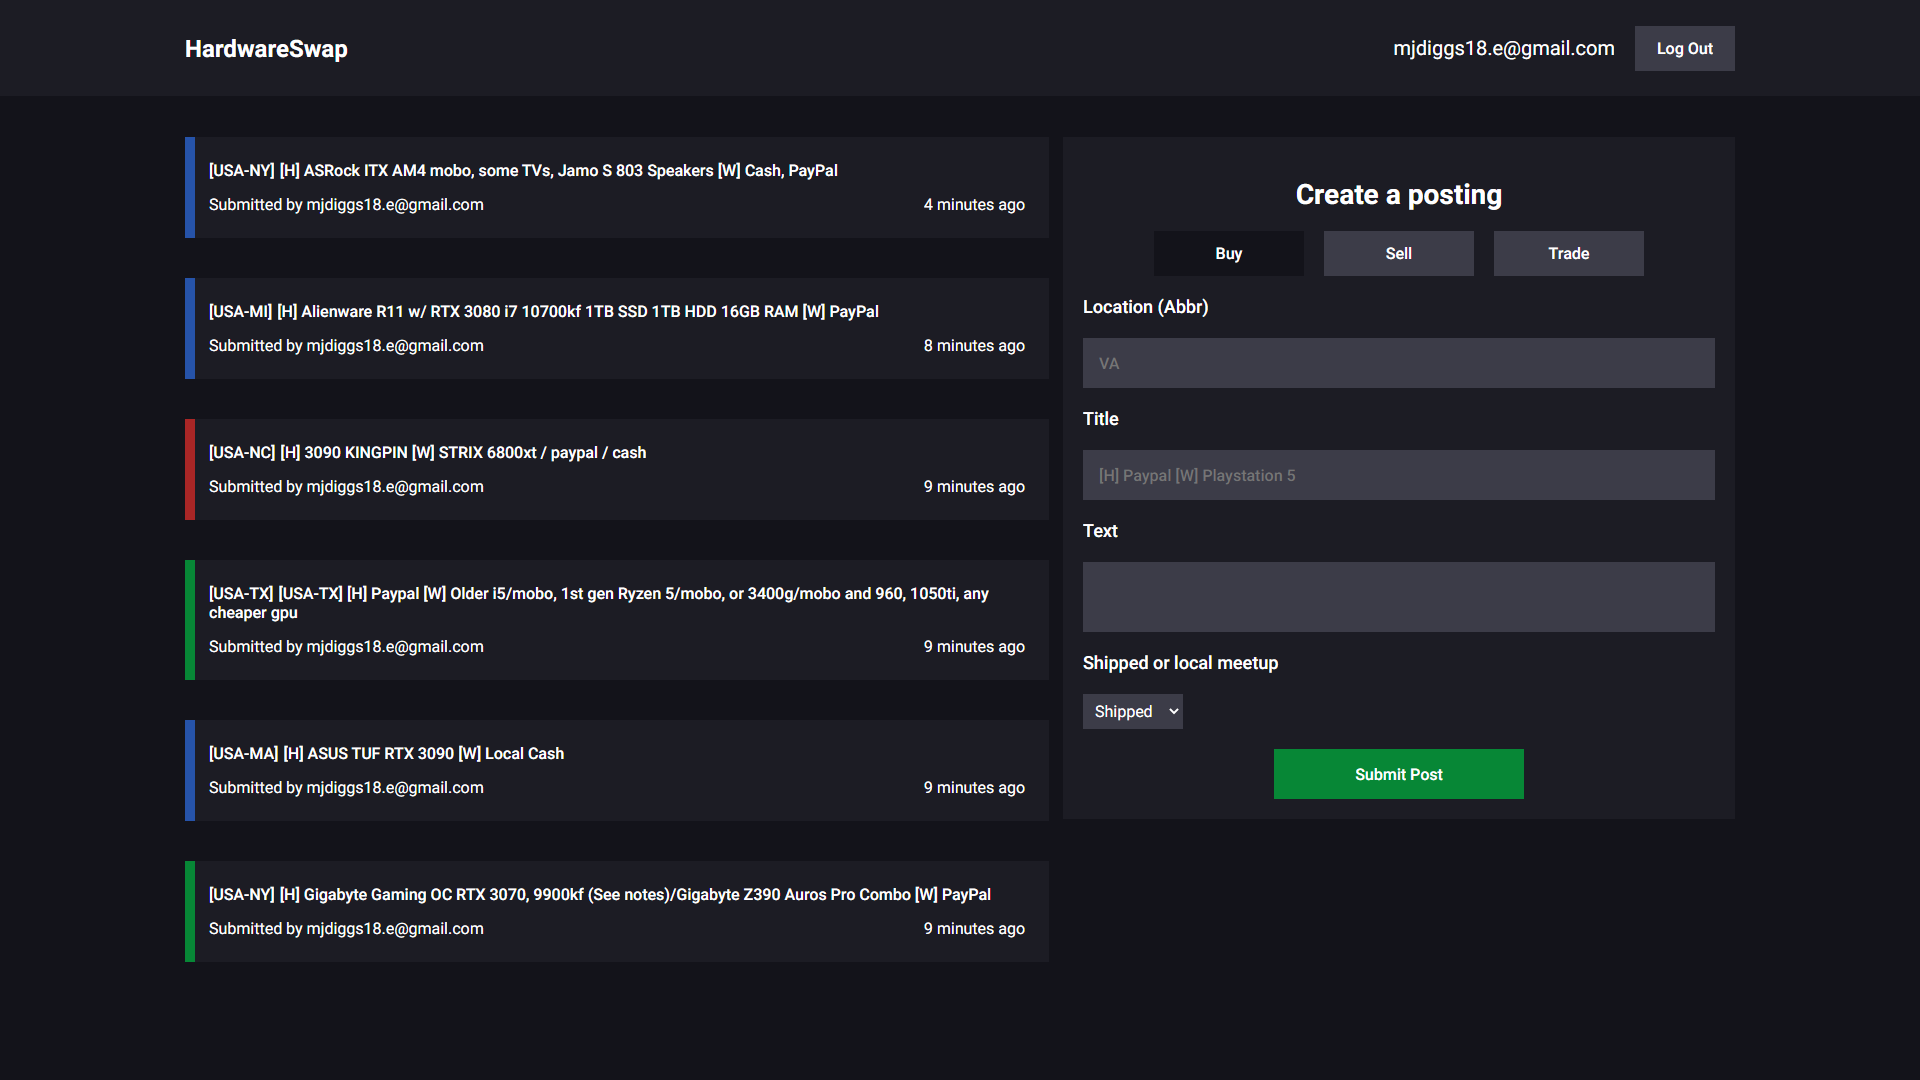 HardwareSwap
mjdiggs18.e@gmail.com
Log Out
[USA-NY] [H] ASRock ITX AM4 mobo, some TVs, Jamo S 803 Speakers [W] Cash, PayPal
Submitted by mjdiggs18.e@gmail.com
4 minutes ago
[USA-MI] [H] Alienware R11 w/ RTX 3080 i7 10700kf 1TB SSD 1TB HDD 16GB RAM [W] PayPal
Submitted by mjdiggs18.e@gmail.com
8 minutes ago
[USA-NC] [H] 3090 KINGPIN [W] STRIX 6800xt / paypal / cash
Submitted by mjdiggs18.e@gmail.com
9 minutes ago
[USA-TX] [USA-TX] [H] Paypal [W] Older i5/mobo, 1st gen Ryzen 5/mobo, or 3400g/mobo and 960, 1050ti, any
cheaper gpu
Submitted by mjdiggs18.e@gmail.com
9 minutes ago
[USA-MA] [H] ASUS TUF RTX 3090 [W] Local Cash
Submitted by mjdiggs18.e@gmail.com
9 minutes ago
[USA-NY] [H] Gigabyte Gaming OC RTX 3070, 9900kf (See notes)/Gigabyte Z390 Auros Pro Combo [W] PayPal
Submitted by mjdiggs18.e@gmail.com
9 minutes ago
Create a posting
Buy
Sell
Trade
Location (Abbr)
VA
Title
[H] Paypal [W] Playstation 5
Text
Shipped or local meetup
Shipped
Submit Post